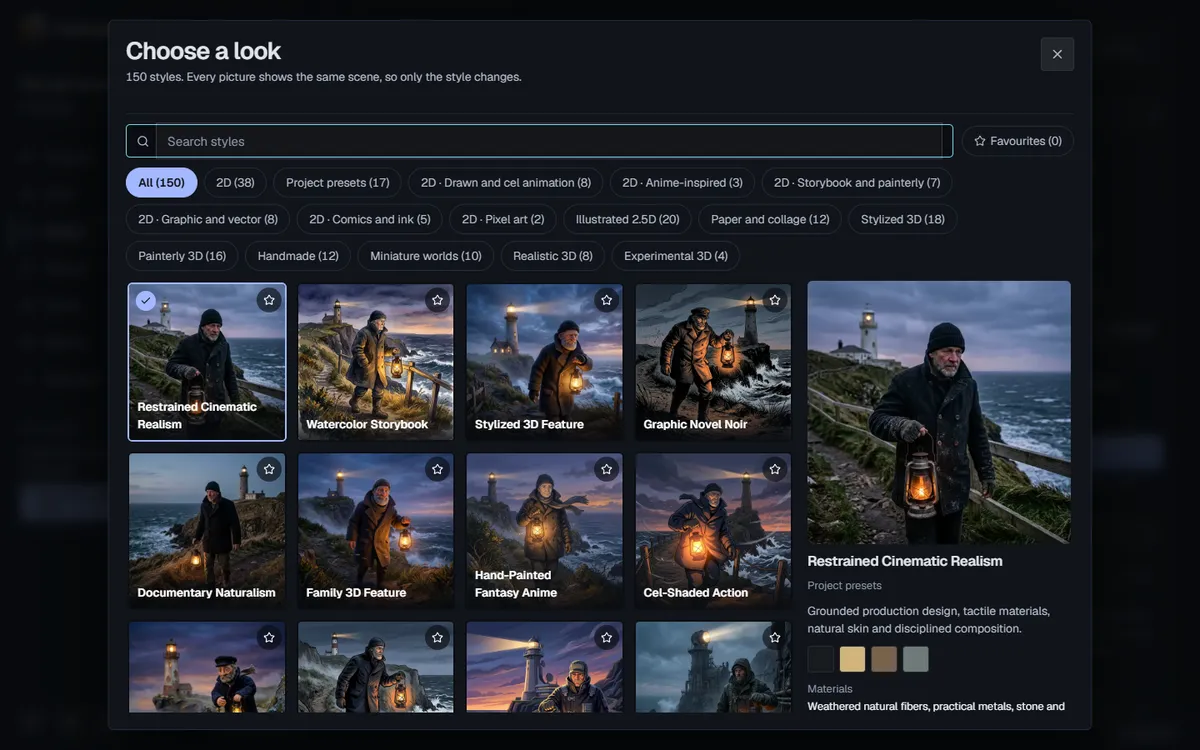 Choose a look
150 styles. Every picture shows the same scene, so only the style changes.
Search styles
Favourites (0)
All (150)
2D (38)
Project presets (17)
2D · Drawn and cel animation (8)
2D · Anime-inspired (3)
2D · Storybook and painterly (7)
2D · Graphic and vector (8)
2D · Comics and ink (5)
2D · Pixel art (2)
Illustrated 2.5D (20)
Paper and collage (12)
Stylized 3D (18)
Painterly 3D (16)
Handmade (12)
Miniature worlds (10)
Realistic 3D (8)
Experimental 3D (4)
Restrained Cinematic
Realism
Watercolor Storybook
Stylized 3D Feature
Graphic Novel Noir
Documentary Naturalism
Family 3D Feature
Hand-Painted
Fantasy Anime
Cel-Shaded Action
Restrained Cinematic Realism
Project presets
Grounded production design, tactile materials,
natural skin and disciplined composition.
Materials
Weathered natural fibers, practical metals, stone and